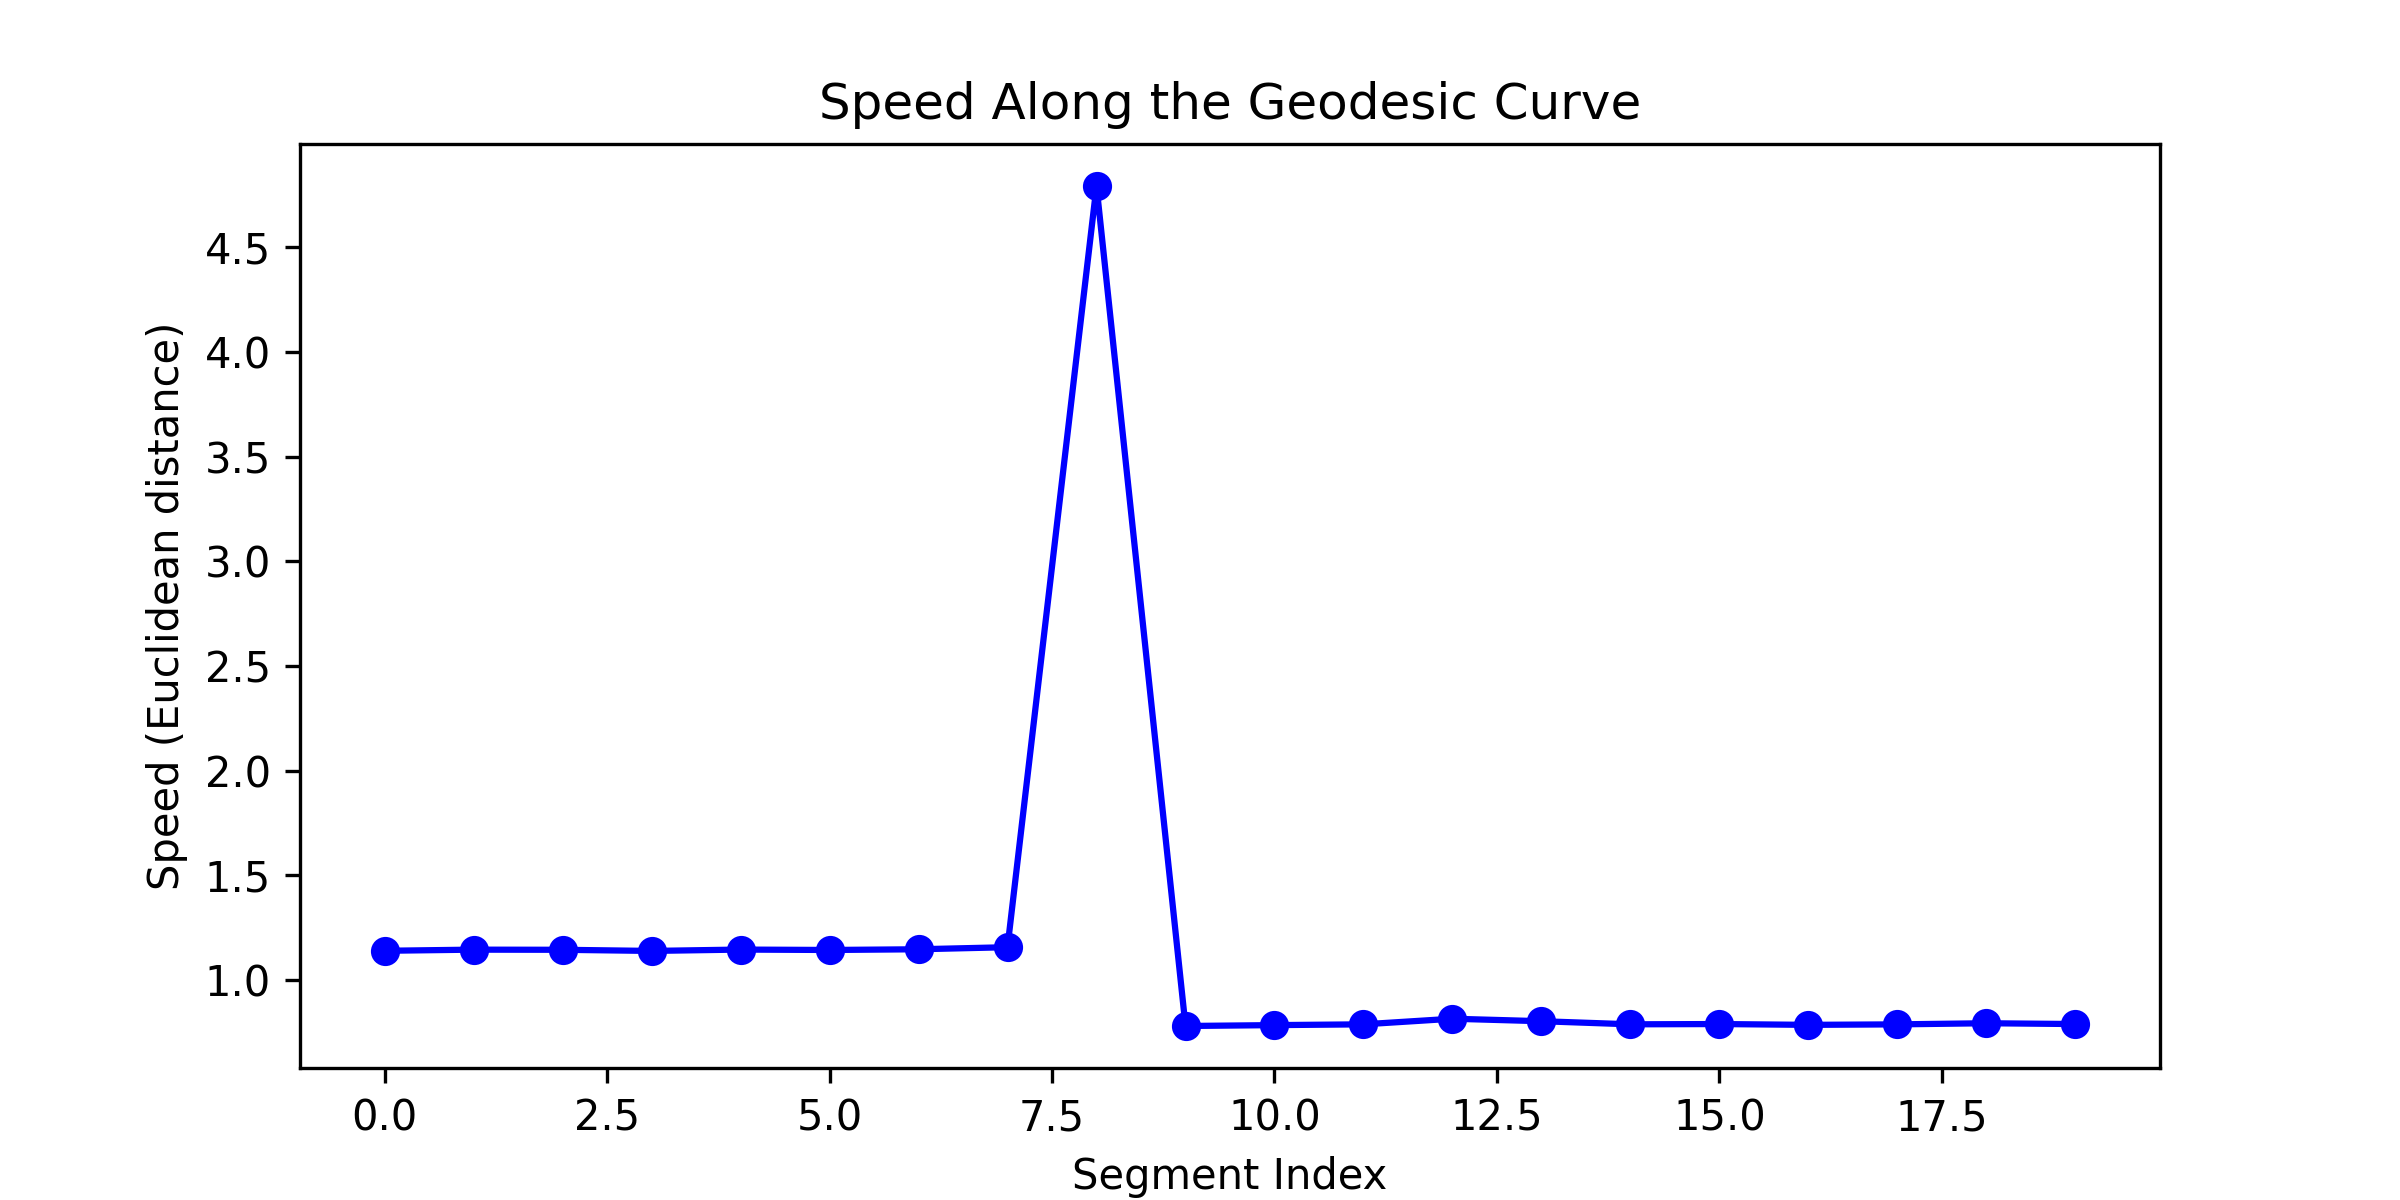 Speed Along the Geodesic Curve
Speed (Euclidean distance)
4.5
4.0
3.5
3.0
2.5
2.0
1.5
1.0
0.0 2.5 5.0 7.5 10.0 12.5 15.0 17.5
Segment Index